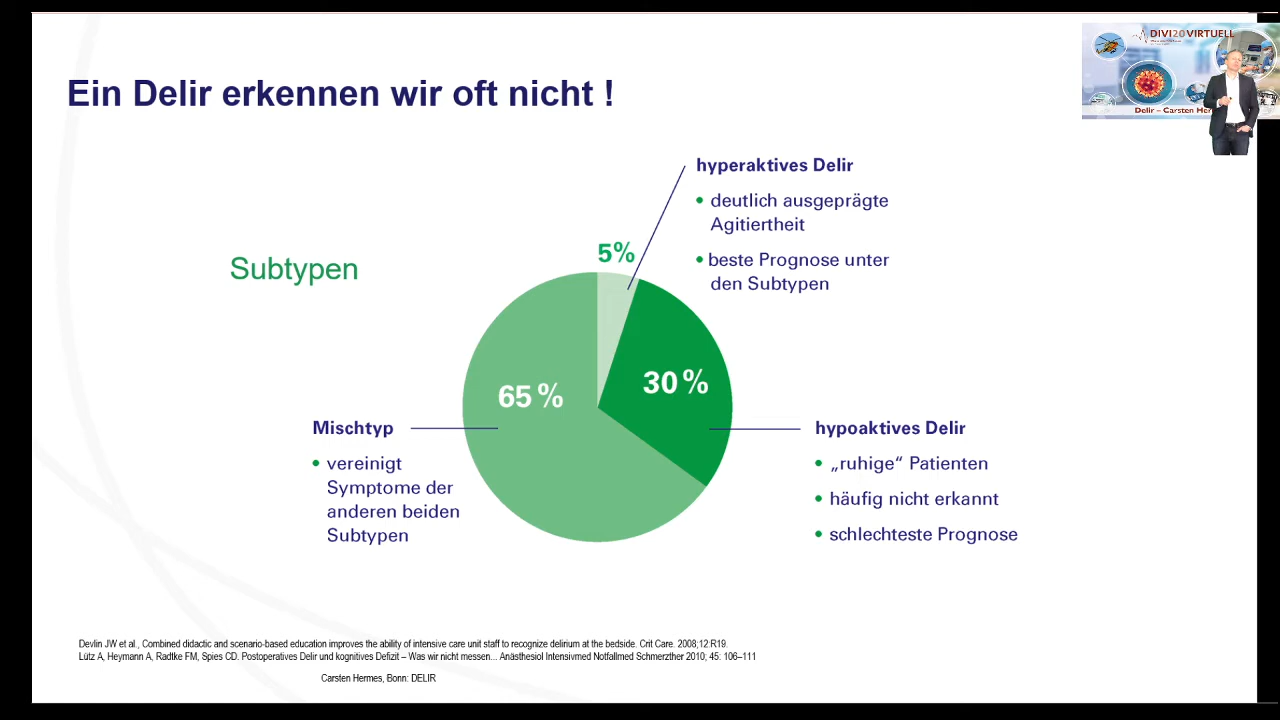 DIVI20VIRTUELL
Delir – Carsten Her
Ein Delir erkennen wir oft nicht !
Subtypen
hyperaktives Delir
• deutlich ausgeprägte
Agitiertheit
• beste Prognose unter
den Subtypen
5%
30%
65%
Mischtyp
• vereinigt
Symptome der
anderen beiden
Subtypen
hypoaktives Delir
• „ruhige“ Patienten
• häufig nicht erkannt
• schlechteste Prognose
Devlin JW et al., Combined didactic and scenario-based education improves the ability of intensive care unit staff to recognize delirium at the bedside. Crit Care. 2008;12:R19.
Lütz A, Heymann A, Radtke FM, Spies CD. Postoperatives Delir und kognitives Defizit – Was wir nicht messen... Anästhesiol Intensivmed Notfallmed Schmerzther 2010; 45: 106–111
Carsten Hermes, Bonn: DELIR